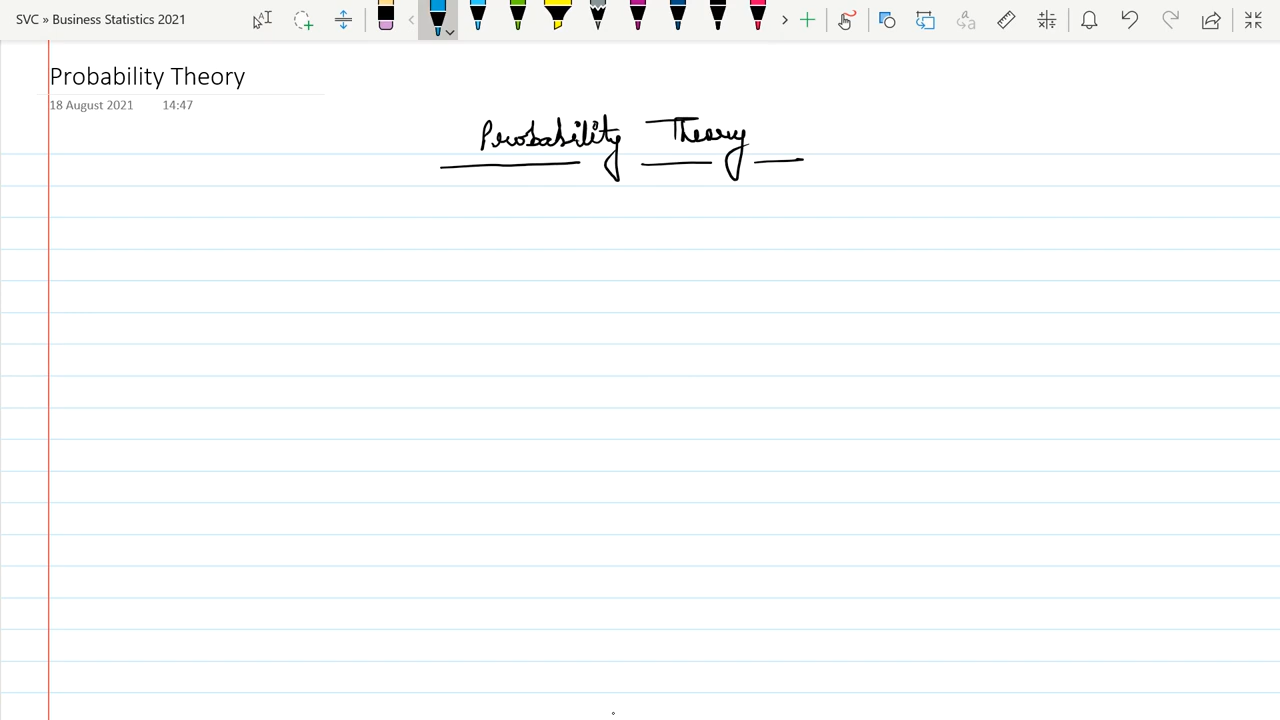 SVC » Business Statistics 2021
Probability Theory
18 August 2021 14:47
Probability Theory